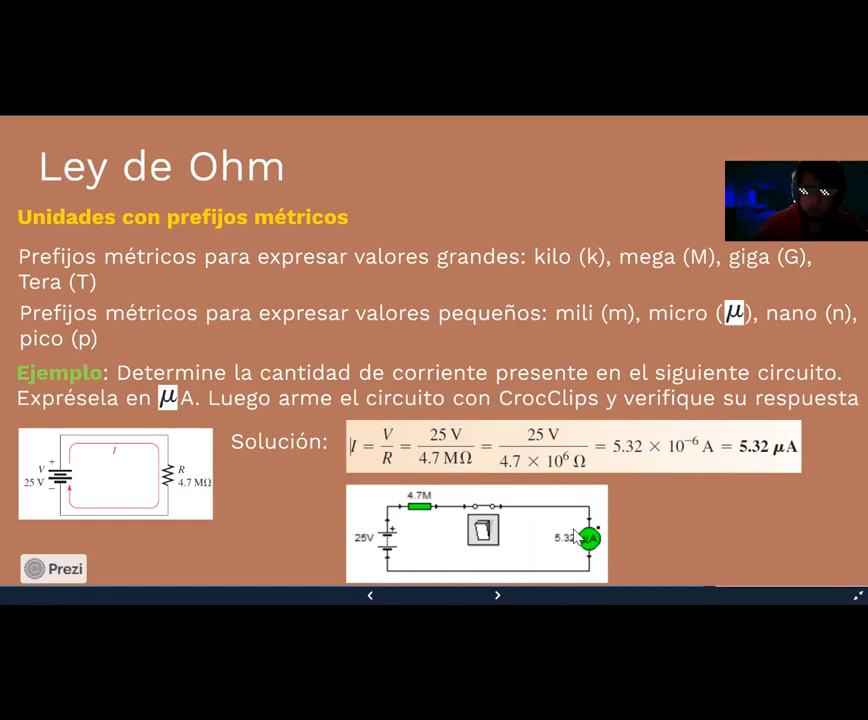 Ley de Ohm
Unidades con prefijos métricos
Prefijos métricos para expresar valores grandes: kilo (k), mega (M), giga (G),
Tera (T)
Prefijos métricos para expresar valores pequeños: mili (m), micro (μ), nano (n),
pico (p)
Ejemplo: Determine la cantidad de corriente presente en el siguiente circuito.
Exprésela en μA. Luego arme el circuito con CrocClips y verifique su respuesta
Solución:
I = V/R = 25 V/4.7 MΩ = 25 V/4.7 × 10⁻⁶ Ω = 5.32 × 10⁻⁶ A = 5.32 μA
I
V
+
25 V
−
R
4.7 MΩ
4.7M
25V
+
5.32 μA
Prezi